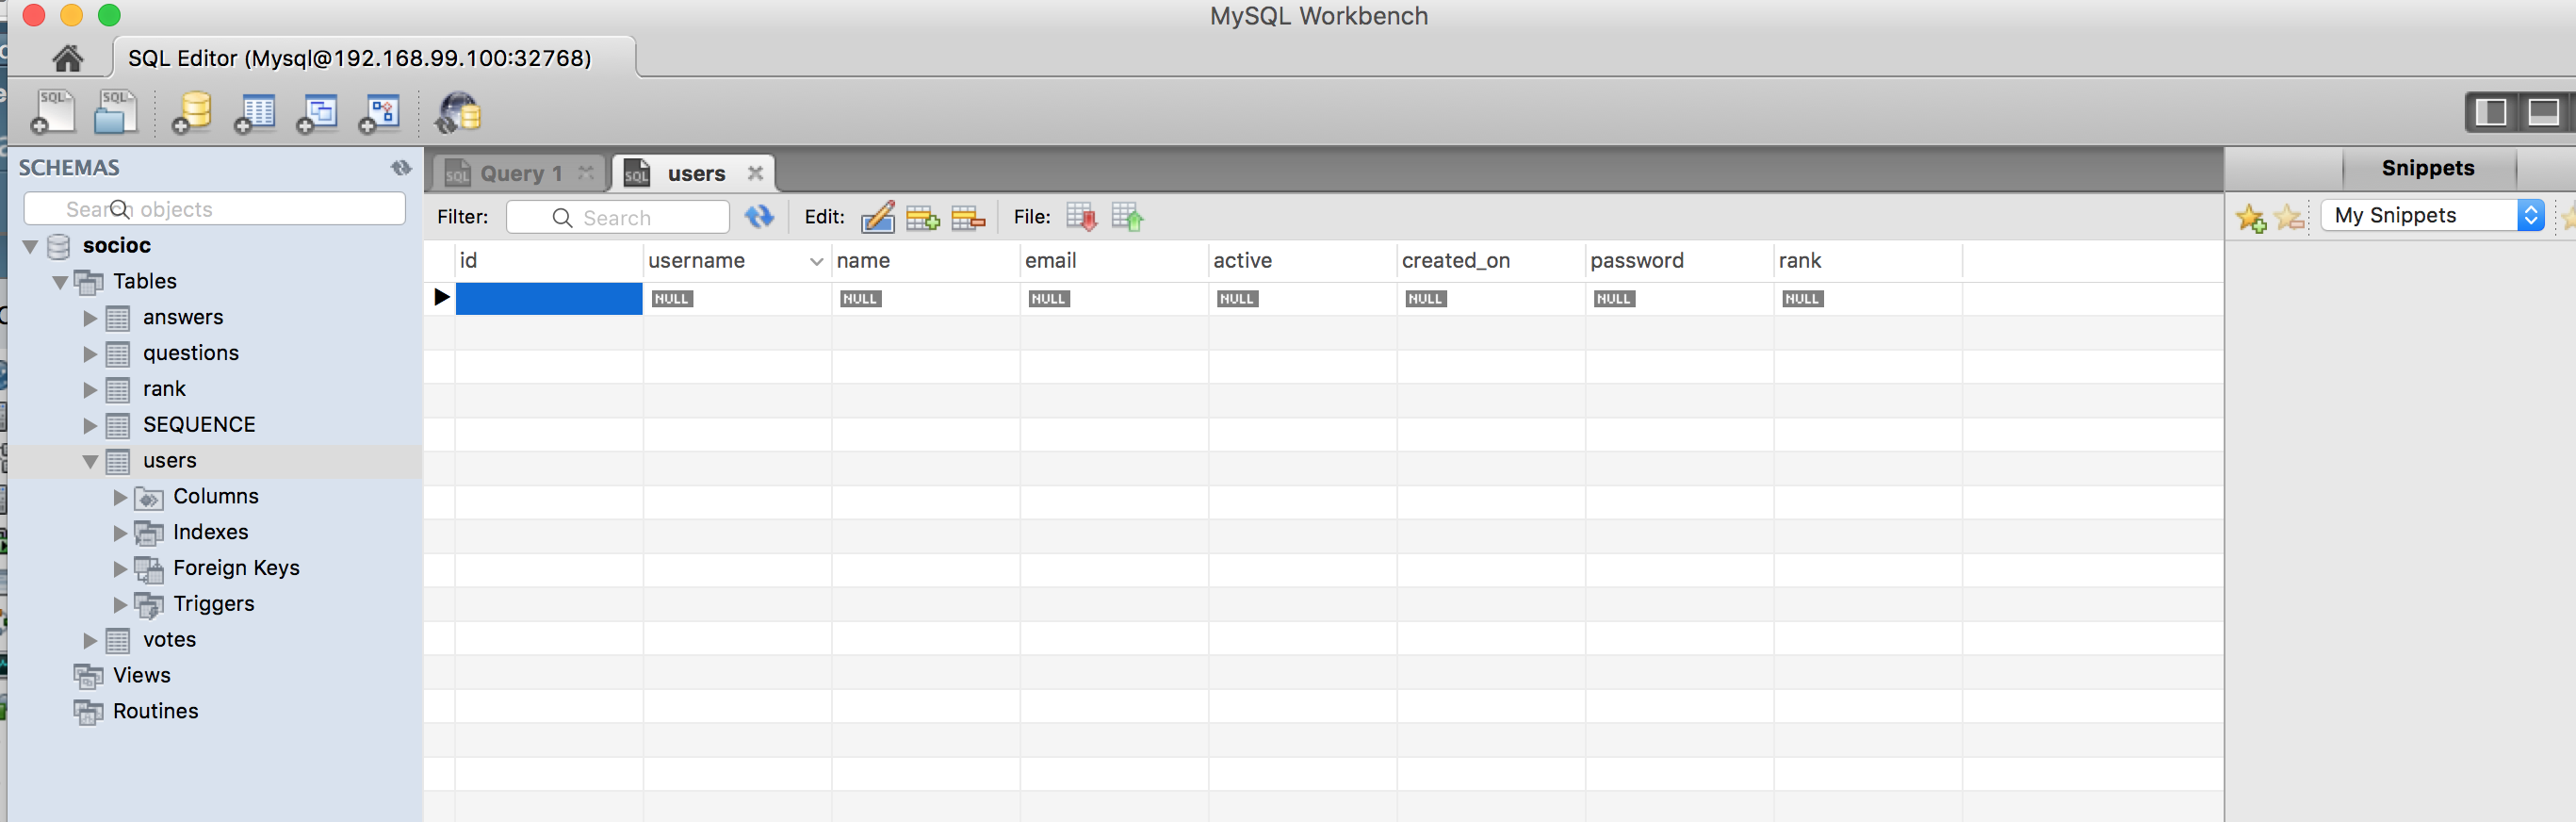 MySQL Workbench
SQL Editor (Mysql@192.168.99.100:32768)
SQL SQL
SCHEMAS
Search objects
socioc
Tables
answers
questions
rank
SEQUENCE
users
Columns
Indexes
Foreign Keys
Triggers
votes
Views
Routines
SQL Query 1 SQL users
Filter: Search Edit: File:
id username name email active created_on password rank
NULL NULL NULL NULL NULL NULL NULL
Snippets
My Snippets